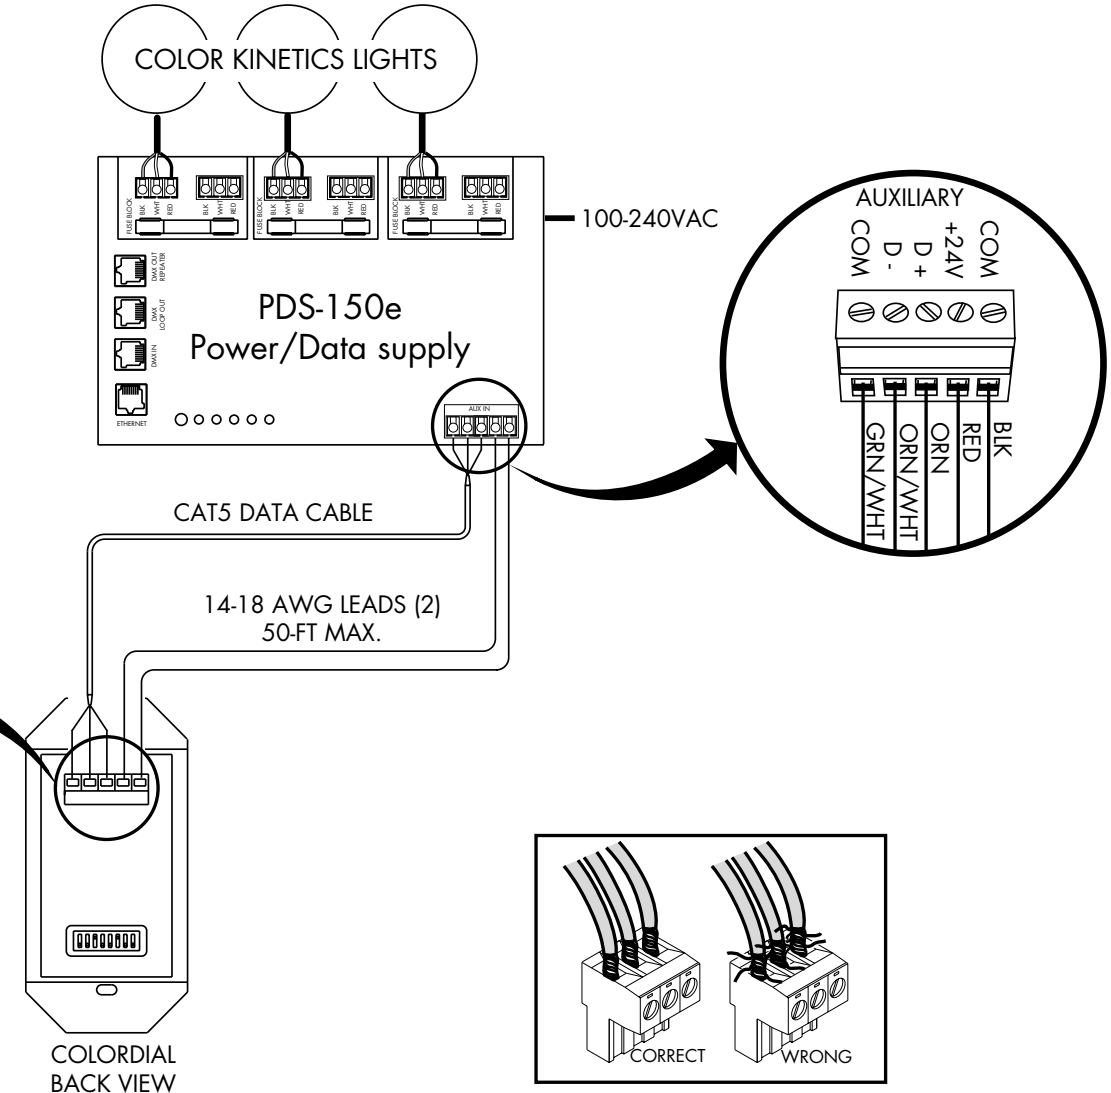 COLOR KINETICS LIGHTS
FUSE BLOCK
BLK
WHT
RED
BLK
WHT
RED
FUSE BLOCK
BLK
WHT
RED
BLK
WHT
RED
FUSE BLOCK
BLK
WHT
RED
BLK
WHT
RED
100-240VAC
DMX OUT
REPEATER
DMX
LOOP OUT
DMX IN
ETHERNET
PDS-150e
Power/Data supply
AUX IN
AUXILIARY
COM
D -
D +
+24V
COM
GRN/WHT
ORN/WHT
ORN
RED
BLK
CAT5 DATA CABLE
14-18 AWG LEADS (2)
50-FT MAX.
COLORDIAL
BACK VIEW
CORRECT
WRONG